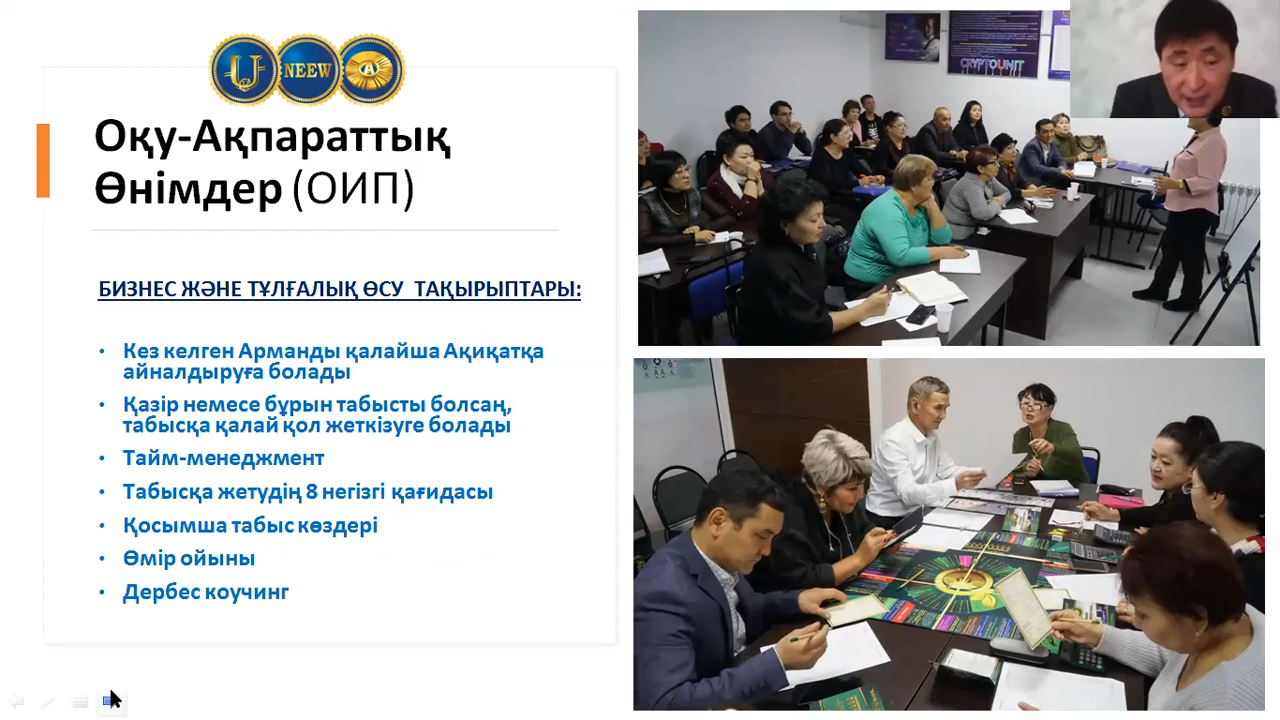 NEEW
Оқу-Ақпараттық
Өнімдер (ОИП)
БИЗНЕС ЖӘНЕ ТҰЛҒАЛЫҚ ӨСУ ТАҚЫРЫПТАРЫ:
• Кез келген Арманды қалайша Ақиқатқа
айналдыруға болады
• Қазір немесе бұрын табысты болсаң,
табысқа қалай қол жеткізуге болады
• Тайм-менеджмент
• Табысқа жетудің 8 негізгі қағидасы
• Қосымша табыс көздері
• Өмір ойыны
• Дербес коучинг
CRYPTOUNIT